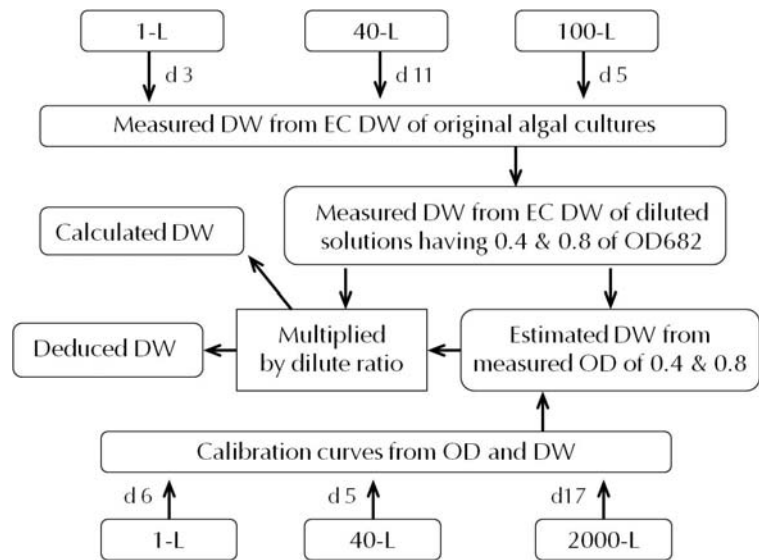 1-L
40-L
100-L
d 3
d 11
d 5
Measured DW from EC DW of original algal cultures
Measured DW from EC DW of diluted
solutions having 0.4 & 0.8 of OD682
Calculated DW
Deduced DW
Multiplied
by dilute ratio
Estimated DW from
measured OD of 0.4 & 0.8
Calibration curves from OD and DW
d 6
d 5
d17
1-L
40-L
2000-L